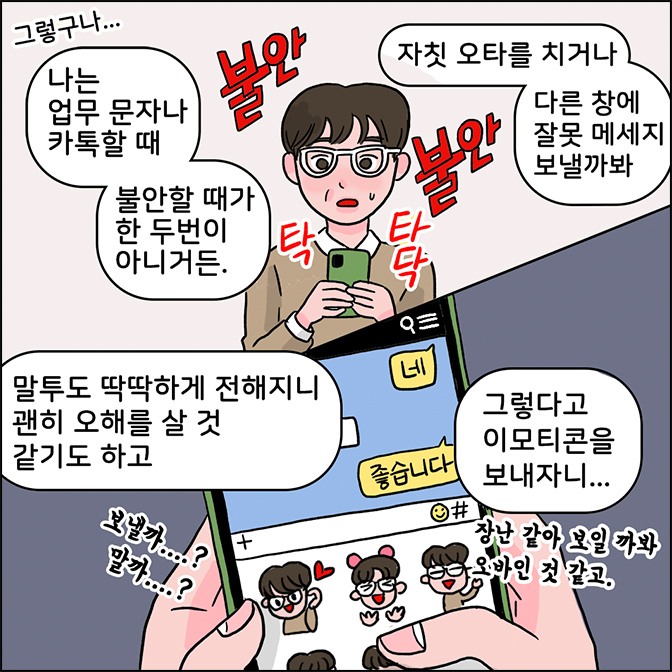 그렇구나...
나는
업무 문자나
카톡할 때
불안할 때가
한 두번이
아니거든.
불안
불안
자칫 오타를 치거나
다른 창에
잘못 메세지
보낼까봐
탁
타
닥
말투도 딱딱하게 전해지니
괜히 오해를 살 것
같기도 하고
네
좋습니다
#
+
그렇다고
이모티콘을
보내자니...
보낼까....?
말까....?
장난 같아 보일 까봐
오바인 것 같고.